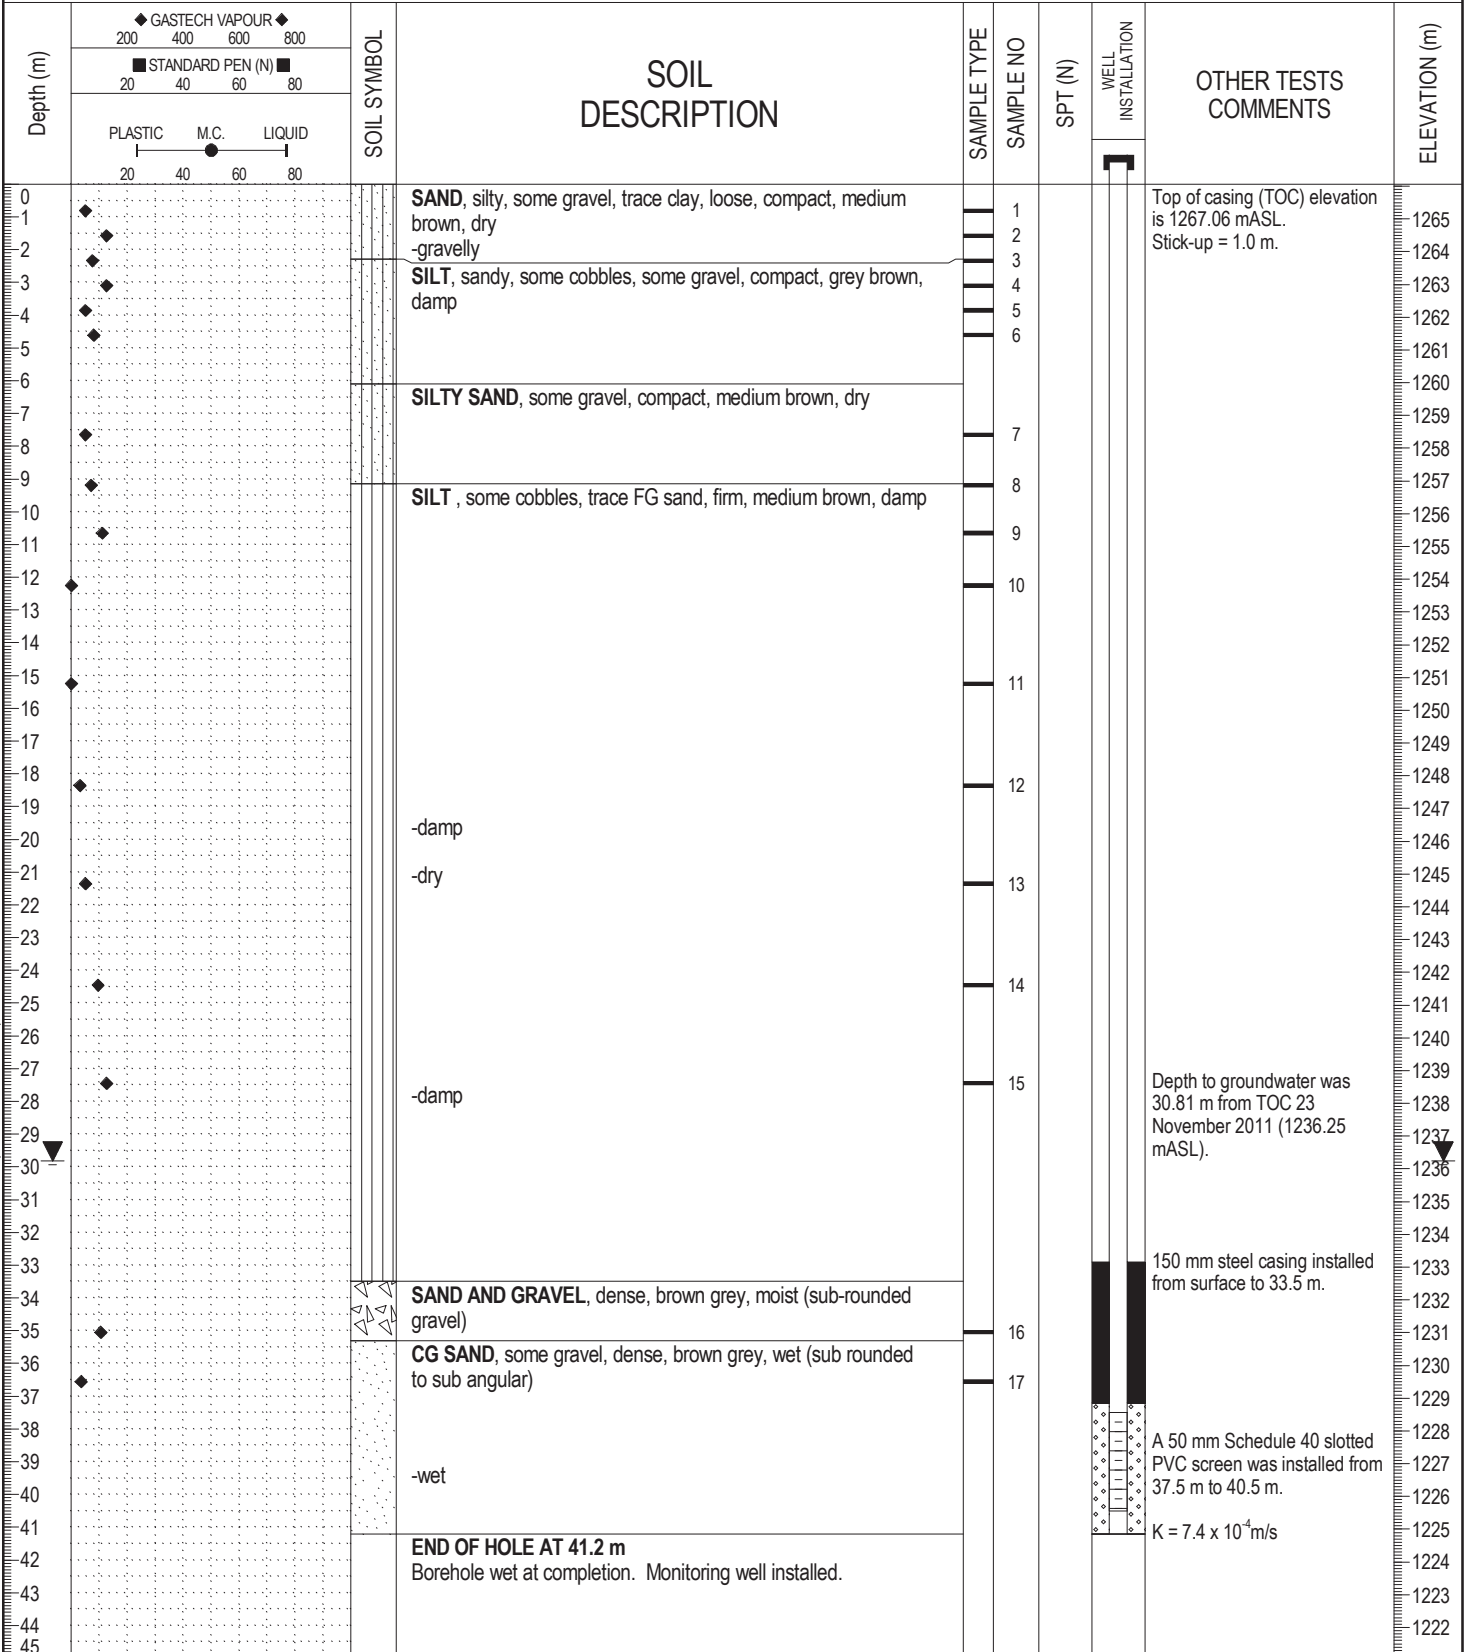 Depth (m)
◆ GASTECH VAPOUR ◆
200 400 600 800
■ STANDARD PEN (N) ■
20 40 60 80
PLASTIC M.C. LIQUID
20 40 60 80
SOIL SYMBOL
SOIL
DESCRIPTION
SAMPLE TYPE
SAMPLE NO
SPT (N)
WELL
INSTALLATION
OTHER TESTS
COMMENTS
ELEVATION (m)
0
1
2
3
4
5
6
7
8
9
10
11
12
13
14
15
16
17
18
19
20
21
22
23
24
25
26
27
28
29
30
31
32
33
34
35
36
37
38
39
40
41
42
43
44
45
SAND, silty, some gravel, trace clay, loose, compact, medium
brown, dry
-gravelly
SILT, sandy, some cobbles, some gravel, compact, grey brown,
damp
SILTY SAND, some gravel, compact, medium brown, dry
SILT , some cobbles, trace FG sand, firm, medium brown, damp
-damp
-dry
-damp
SAND AND GRAVEL, dense, brown grey, moist (sub-rounded
gravel)
CG SAND, some gravel, dense, brown grey, wet (sub rounded
to sub angular)
-wet
END OF HOLE AT 41.2 m
Borehole wet at completion. Monitoring well installed.
1
2
3
4
5
6
7
8
9
10
11
12
13
14
15
16
17
Top of casing (TOC) elevation
is 1267.06 mASL.
Stick-up = 1.0 m.
Depth to groundwater was
30.81 m from TOC 23
November 2011 (1236.25
mASL).
150 mm steel casing installed
from surface to 33.5 m.
A 50 mm Schedule 40 slotted
PVC screen was installed from
37.5 m to 40.5 m.
K = 7.4 x 10⁻⁴m/s
1265
1264
1263
1262
1261
1260
1259
1258
1257
1256
1255
1254
1253
1252
1251
1250
1249
1248
1247
1246
1245
1244
1243
1242
1241
1240
1239
1238
1237
1236
1235
1234
1233
1232
1231
1230
1229
1228
1227
1226
1225
1224
1223
1222